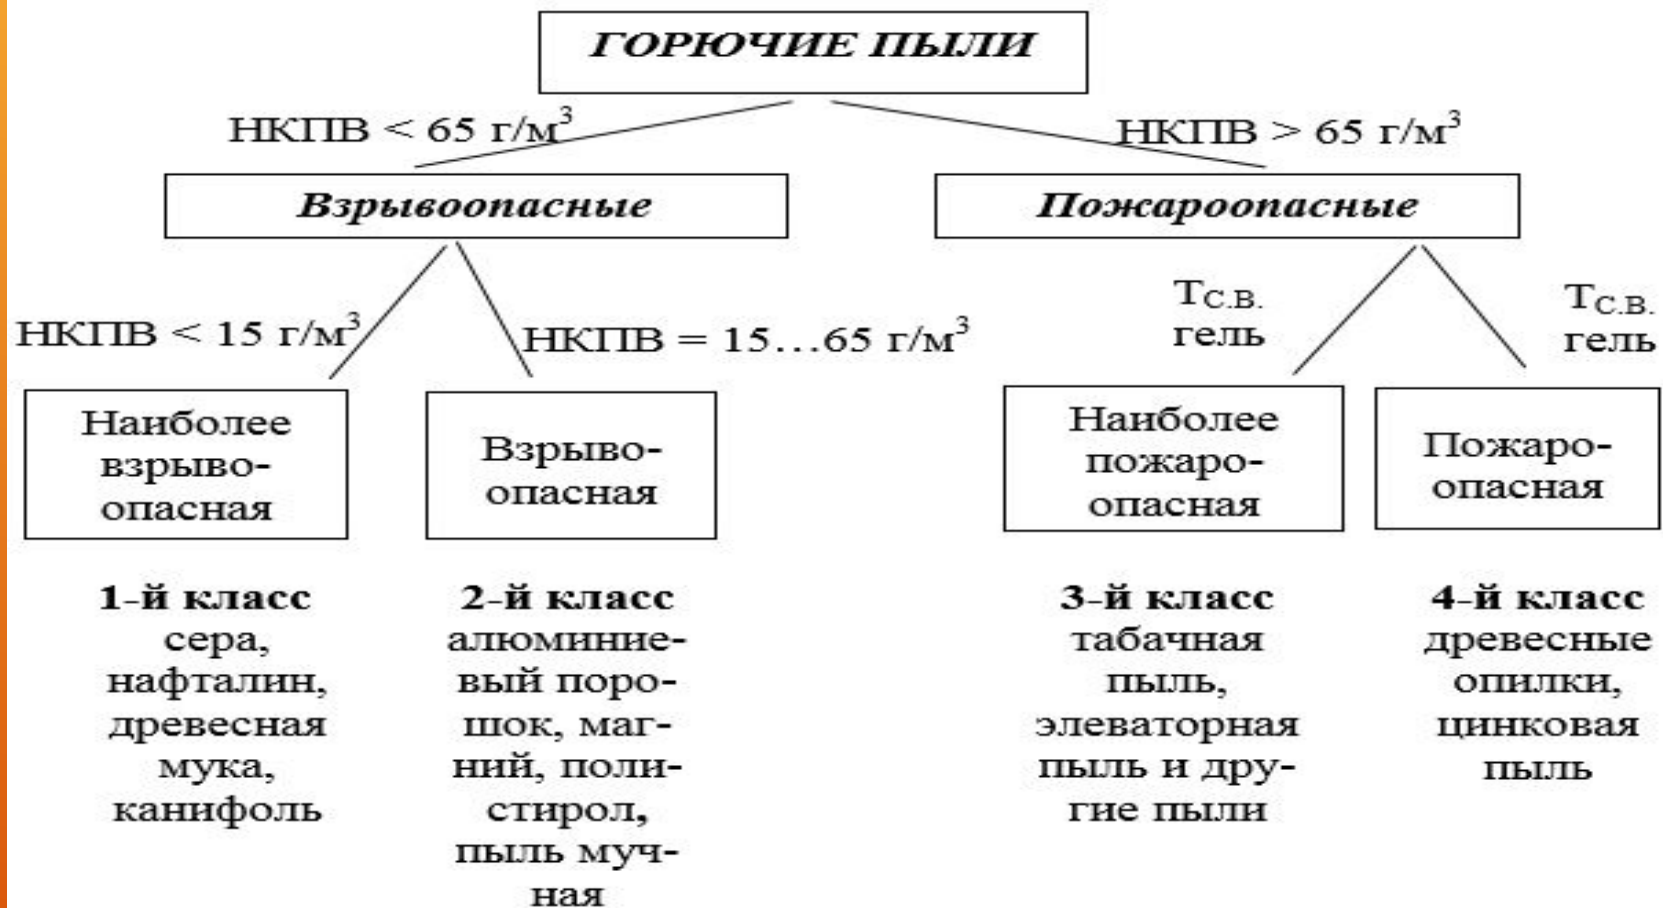 ГОРЮЧИЕ ПЫЛИ
НКПВ < 65 г/м³
НКПВ > 65 г/м³
Взрывоопасные
Пожароопасные
НКПВ < 15 г/м³
НКПВ = 15…65 г/м³
Тс.в.
гель
Тс.в.
гель
Наиболее
взрыво-
опасная
Взрыво-
опасная
Наиболее
пожаро-
опасная
Пожаро-
опасная
1-й класс
сера,
нафталин,
древесная
мука,
канифоль
2-й класс
алюминие-
вый поро-
шок, маг-
ний, поли-
стирол,
пыль муч-
ная
3-й класс
табачная
пыль,
элеваторная
пыль и дру-
гие пыли
4-й класс
древесные
опилки,
цинковая
пыль